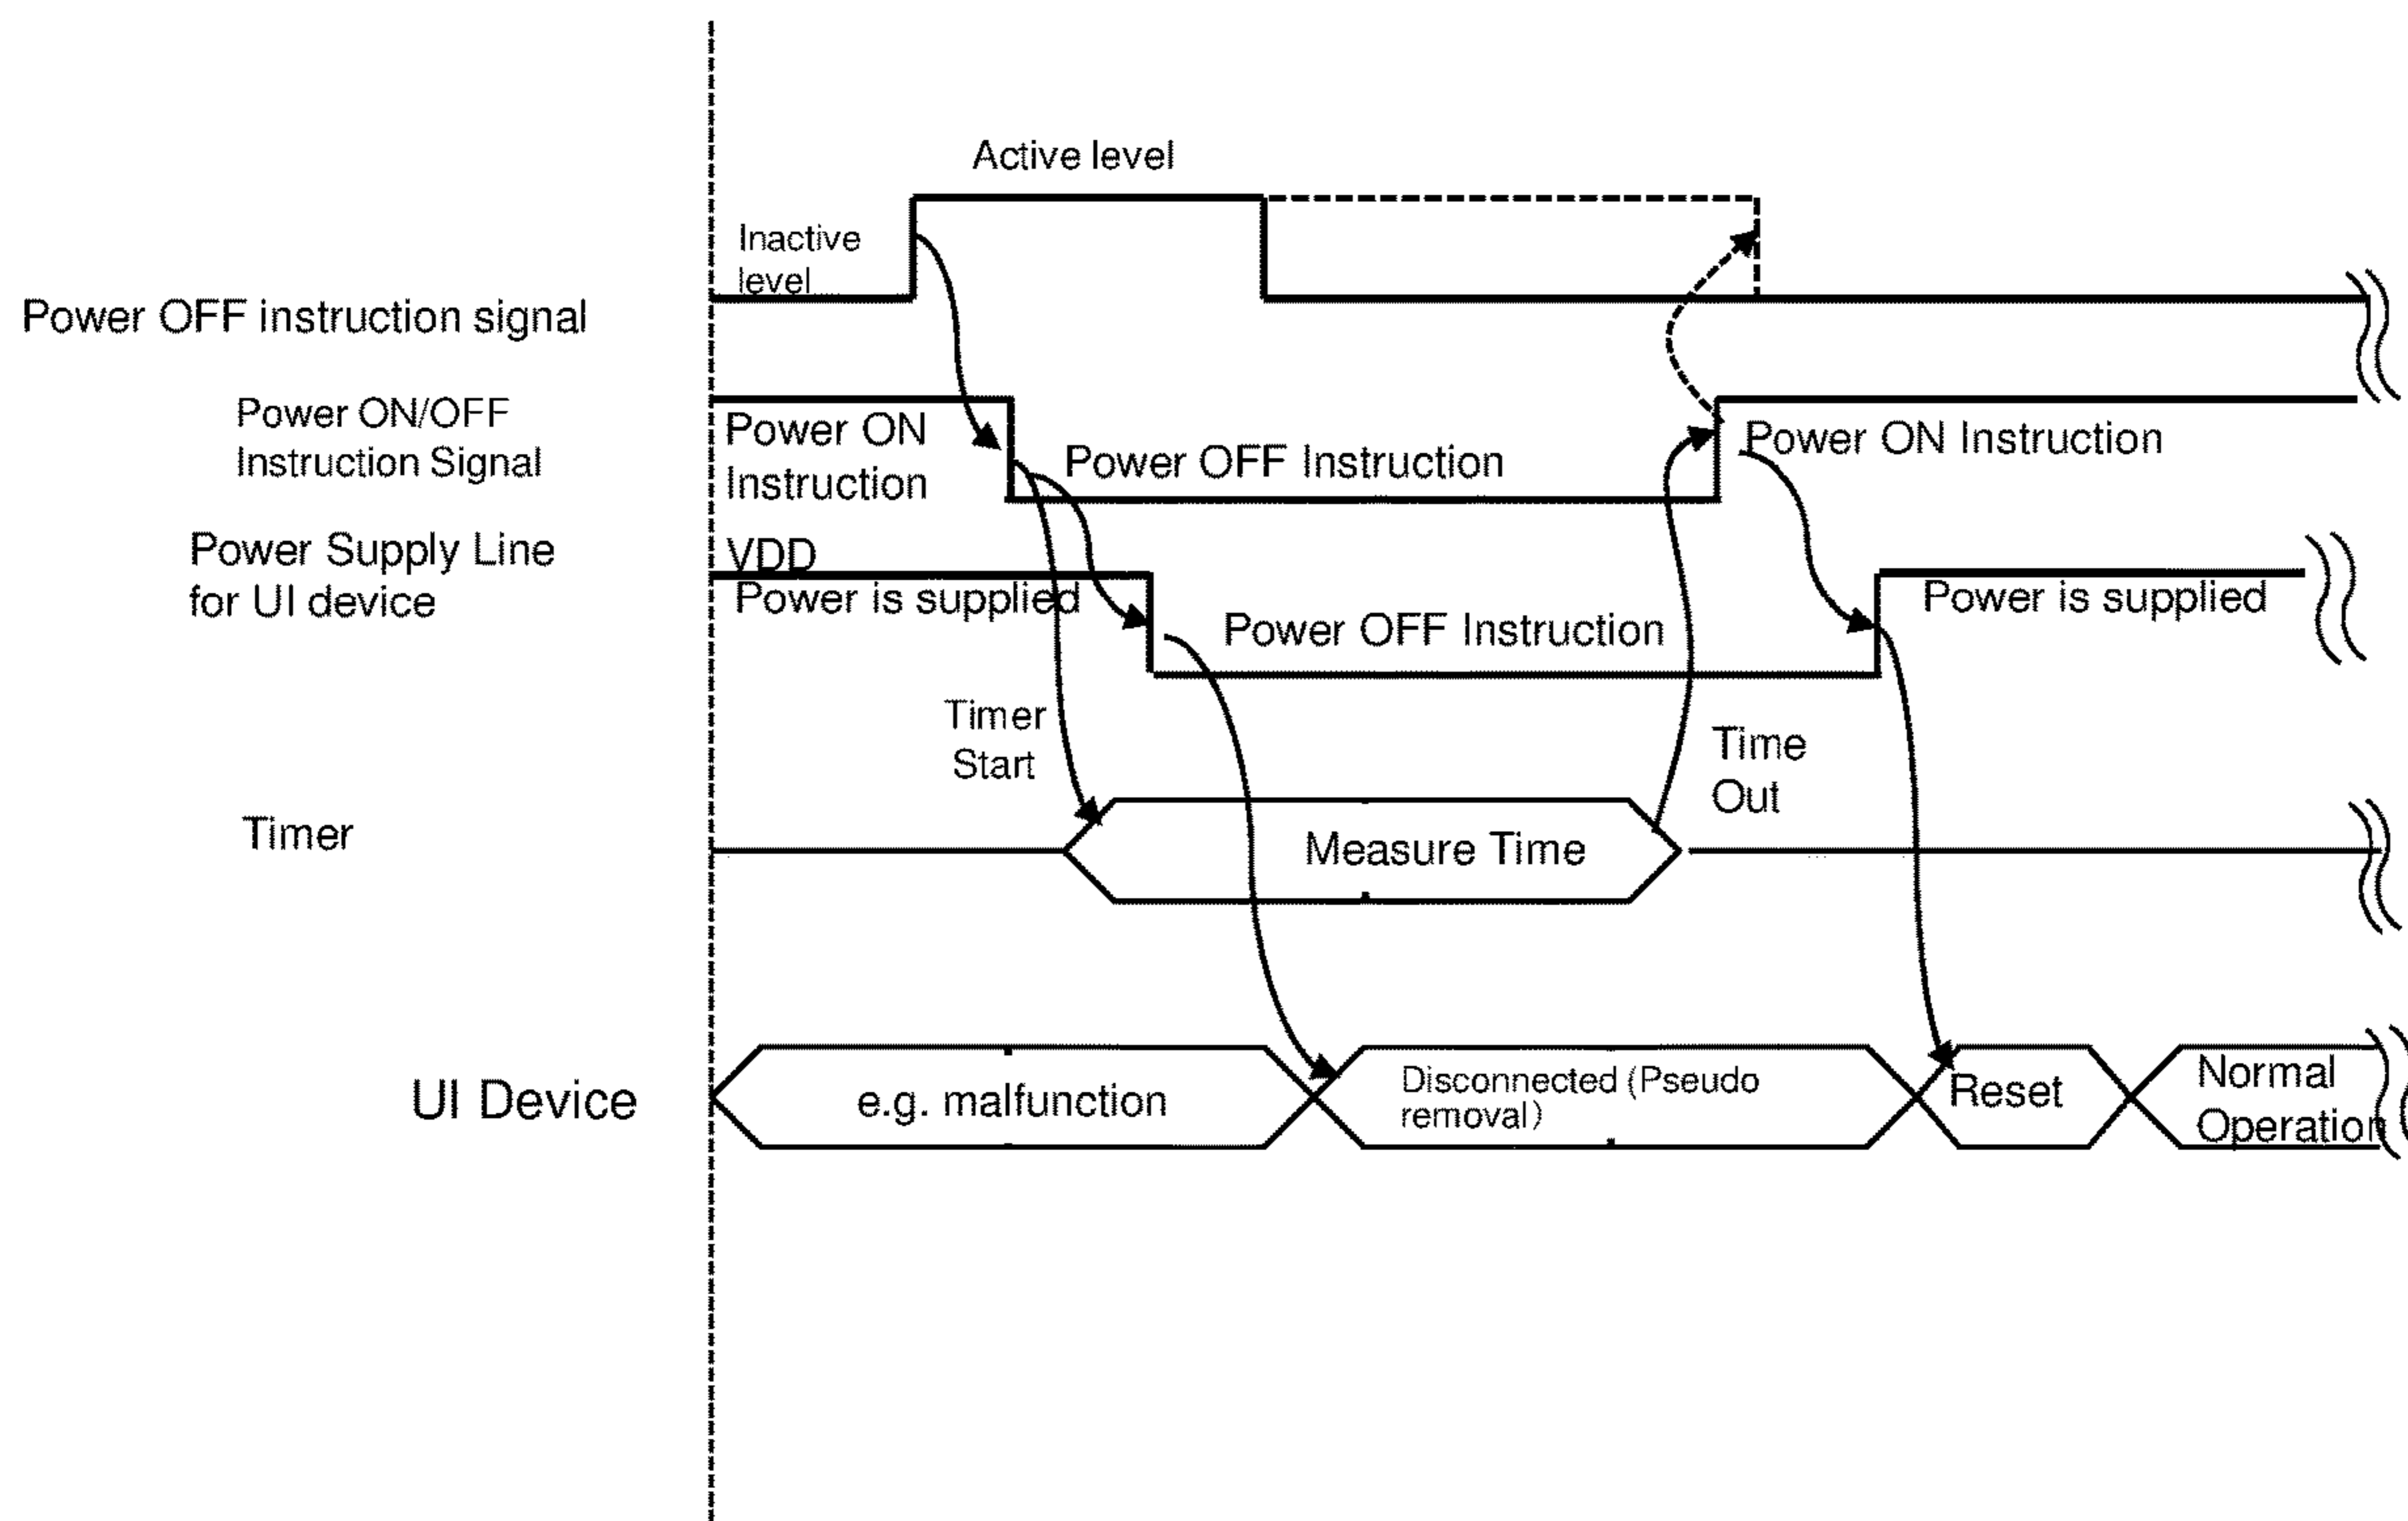 Active level
Inactive
level
Power OFF instruction signal
Power ON/OFF
Instruction Signal
Power ON
Instruction
Power OFF Instruction
Power ON Instruction
Power Supply Line
for UI device
VDD
Power is supplied
Power OFF Instruction
Power is supplied
Timer
Start
Time
Out
Timer
Measure Time
UI Device
e.g. malfunction
Disconnected (Pseudo
removal)
Reset
Normal
Operation